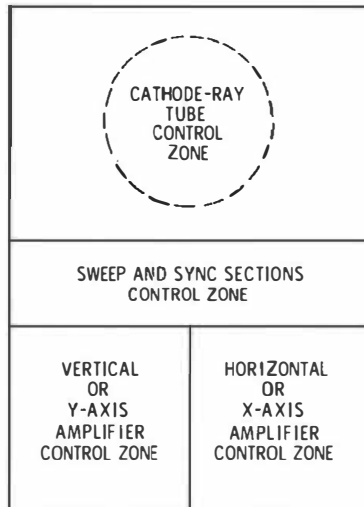 CATHODE-RAY
TUBE
CONTROL
ZONE
SWEEP AND SYNC SECTIONS
CONTROL ZONE
VERTICAL
OR
Y-AXIS
AMPLIFIER
CONTROL ZONE
HORIZONTAL
OR
X-AXIS
AMPLIFIER
CONTROL ZONE